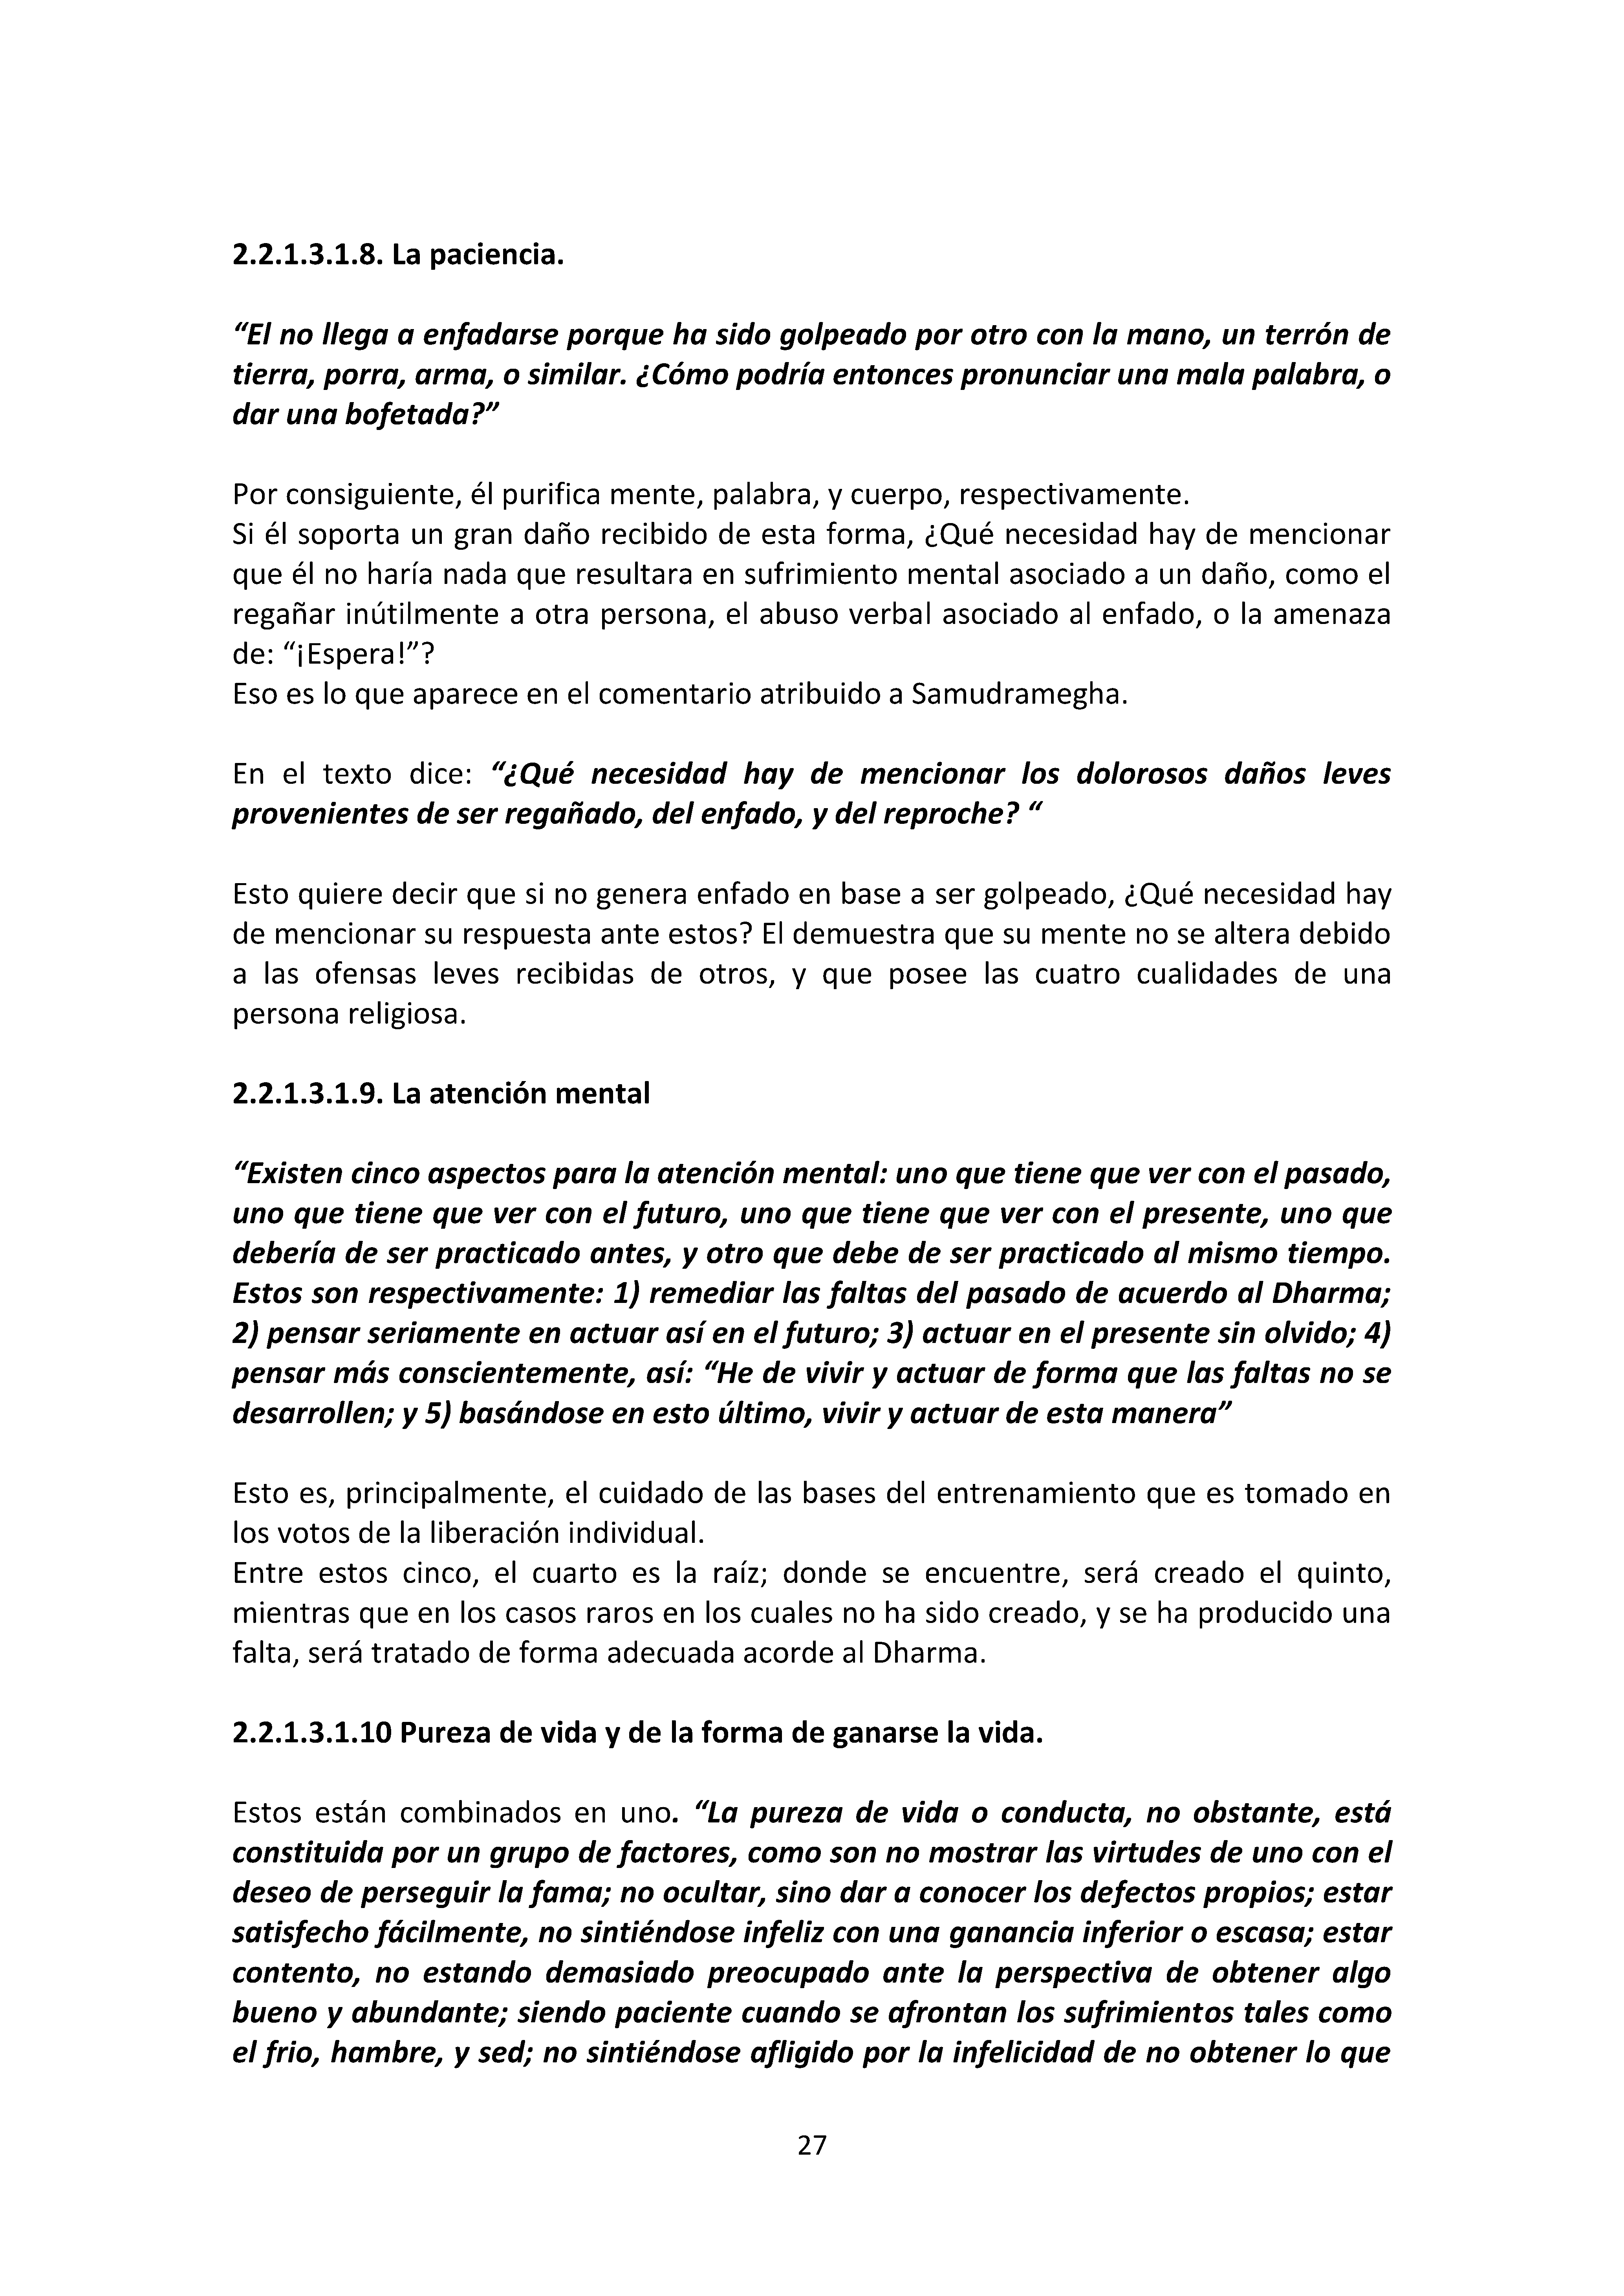 2.2.1.3.1.8. La paciencia.
“El no llega a enfadarse porque ha sido golpeado por otro con la mano, un terrón de
tierra, porra, arma, o similar. ¿Cómo podría entonces pronunciar una mala palabra, o
dar una bofetada?”
Por consiguiente, él purifica mente, palabra, y cuerpo, respectivamente.
Si él soporta un gran daño recibido de esta forma, ¿Qué necesidad hay de mencionar
que él no haría nada que resultara en sufrimiento mental asociado a un daño, como el
regañar inútilmente a otra persona, el abuso verbal asociado al enfado, o la amenaza
de: “¡Espera!”?
Eso es lo que aparece en el comentario atribuido a Samudramegha.
En el texto dice: “¿Qué necesidad hay de mencionar los dolorosos daños leves
provenientes de ser regañado, del enfado, y del reproche? “
Esto quiere decir que si no genera enfado en base a ser golpeado, ¿Qué necesidad hay
de mencionar su respuesta ante estos? El demuestra que su mente no se altera debido
a las ofensas leves recibidas de otros, y que posee las cuatro cualidades de una
persona religiosa.
2.2.1.3.1.9. La atención mental
“Existen cinco aspectos para la atención mental: uno que tiene que ver con el pasado,
uno que tiene que ver con el futuro, uno que tiene que ver con el presente, uno que
debería de ser practicado antes, y otro que debe de ser practicado al mismo tiempo.
Estos son respectivamente: 1) remediar las faltas del pasado de acuerdo al Dharma;
2) pensar seriamente en actuar así en el futuro; 3) actuar en el presente sin olvido; 4)
pensar más conscientemente, así: “He de vivir y actuar de forma que las faltas no se
desarrollen; y 5) basándose en esto último, vivir y actuar de esta manera”
Esto es, principalmente, el cuidado de las bases del entrenamiento que es tomado en
los votos de la liberación individual.
Entre estos cinco, el cuarto es la raíz; donde se encuentre, será creado el quinto,
mientras que en los casos raros en los cuales no ha sido creado, y se ha producido una
falta, será tratado de forma adecuada acorde al Dharma.
2.2.1.3.1.10 Pureza de vida y de la forma de ganarse la vida.
Estos están combinados en uno. “La pureza de vida o conducta, no obstante, está
constituida por un grupo de factores, como son no mostrar las virtudes de uno con el
deseo de perseguir la fama; no ocultar, sino dar a conocer los defectos propios; estar
satisfecho fácilmente, no sintiéndose infeliz con una ganancia inferior o escasa; estar
contento, no estando demasiado preocupado ante la perspectiva de obtener algo
bueno y abundante; siendo paciente cuando se afrontan los sufrimientos tales como
el frio, hambre, y sed; no sintiéndose afligido por la infelicidad de no obtener lo que
27